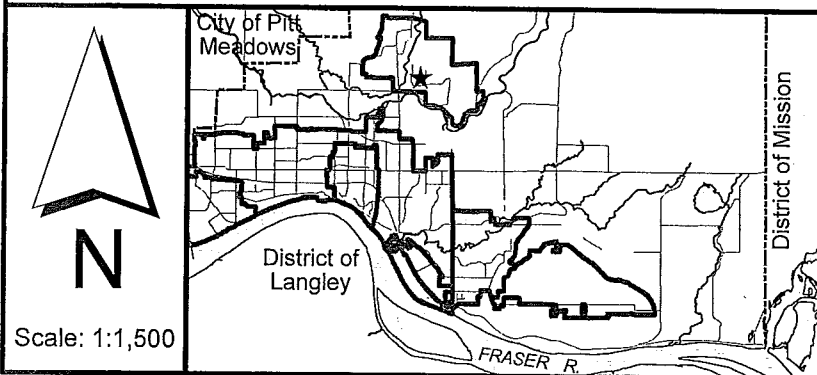 N
Scale: 1:1,500
City of Pitt
Meadows
District of
Langley
FRASER R.
District of Mission